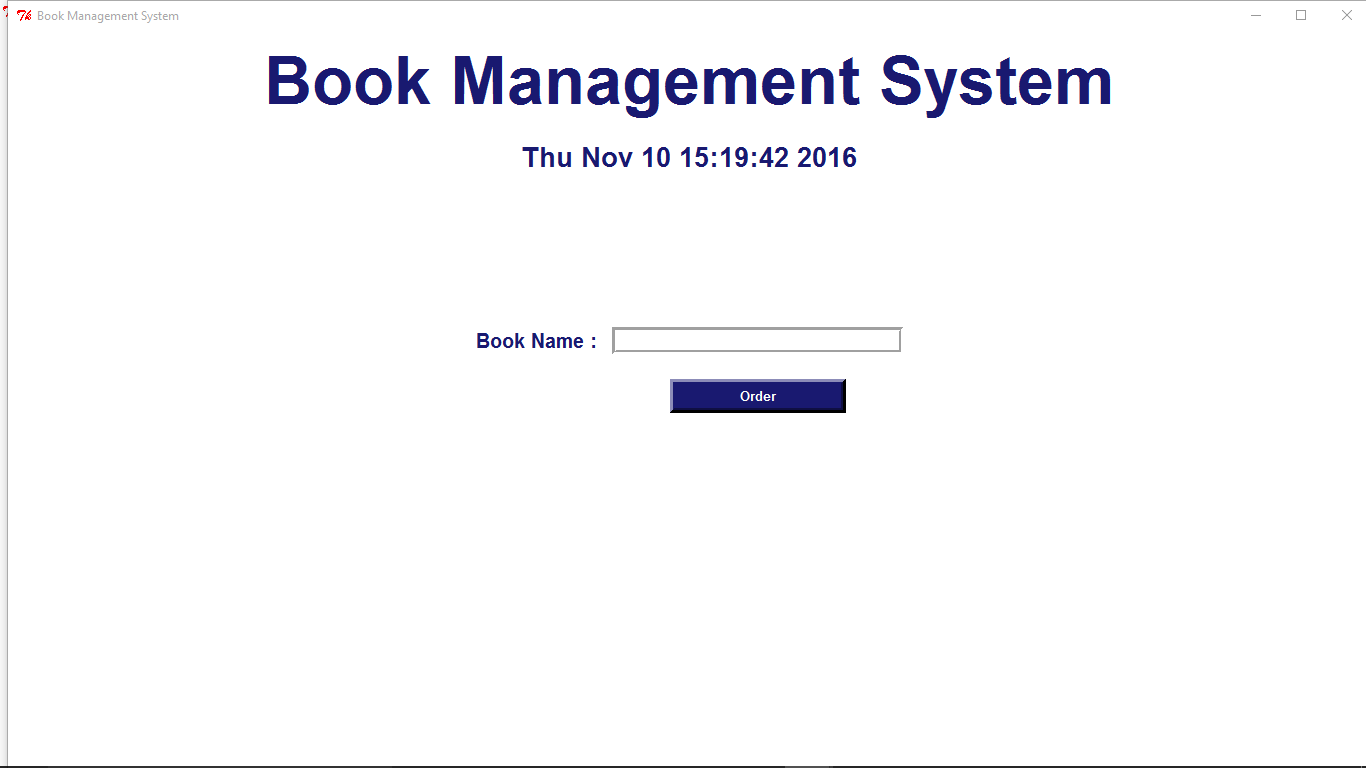 Book Management System
Book Management System
Thu Nov 10 15:19:42 2016
Book Name :
Order